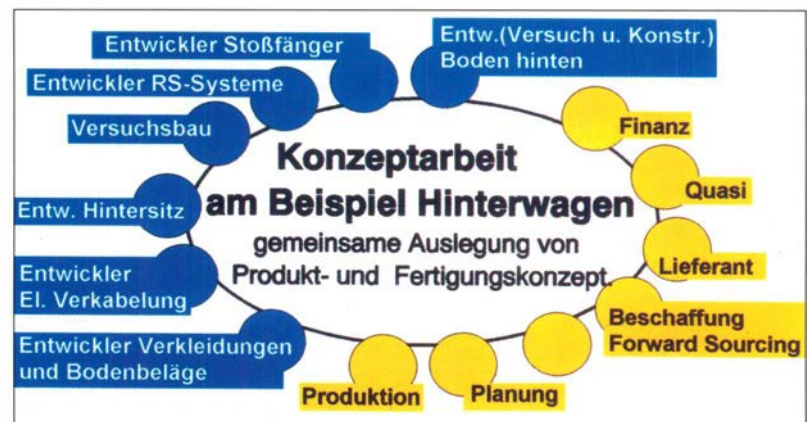 Entwickler Stoßfänger
Entw.(Versuch u. Konstr.)
Boden hinten
Entwickler RS-Systeme
Versuchsbau
Entw. Hintersitz
Entwickler
El. Verkabelung
Entwickler Verkleidungen
und Bodenbeläge
Konzeptarbeit
am Beispiel Hinterwagen
gemeinsame Auslegung von
Produkt- und Fertigungskonzept.
Finanz
Quasi
Lieferant
Beschaffung
Forward Sourcing
Planung
Produktion